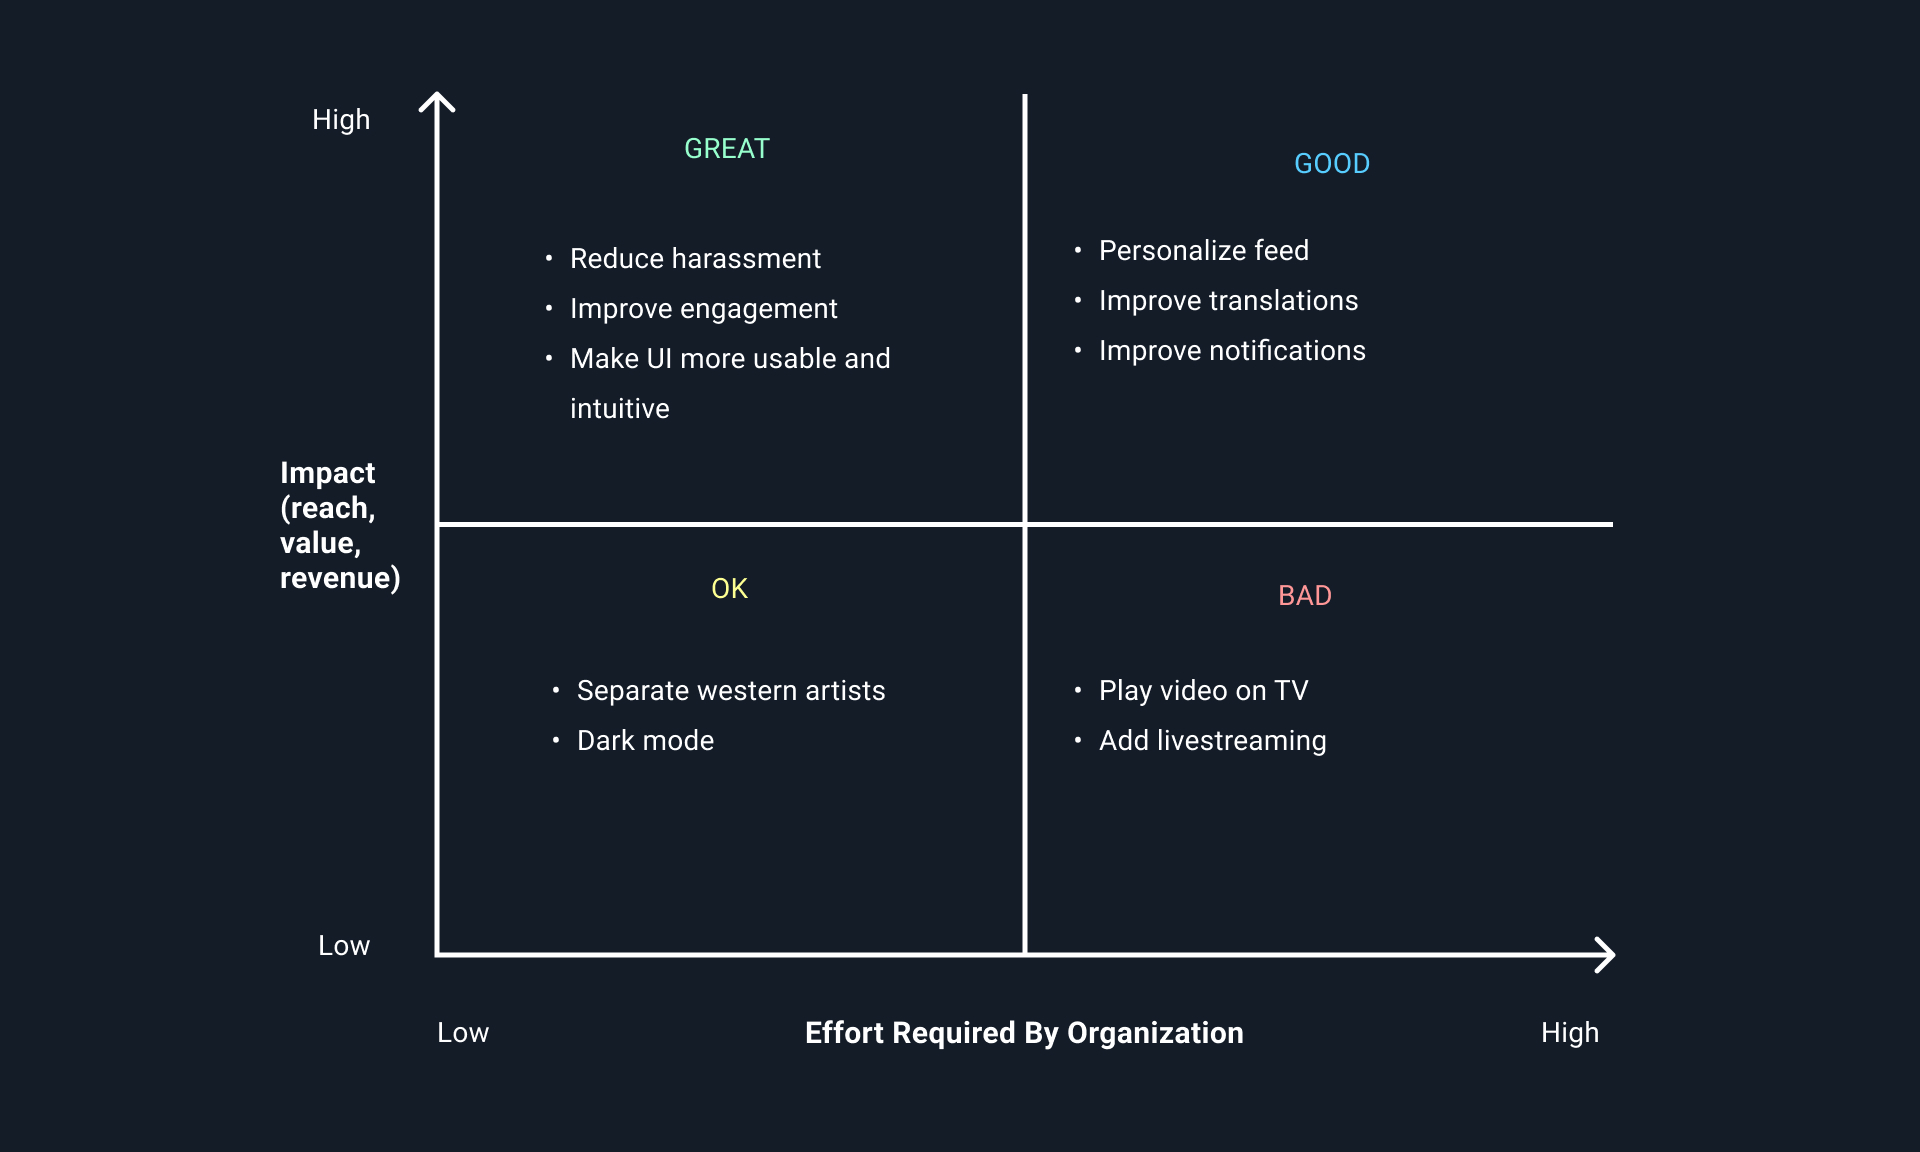 High
GREAT
GOOD
• Reduce harassment
• Improve engagement
• Make UI more usable and
intuitive
• Personalize feed
• Improve translations
• Improve notifications
Impact
(reach,
value,
revenue)
OK
BAD
• Separate western artists
• Dark mode
• Play video on TV
• Add livestreaming
Low
Low
Effort Required By Organization
High